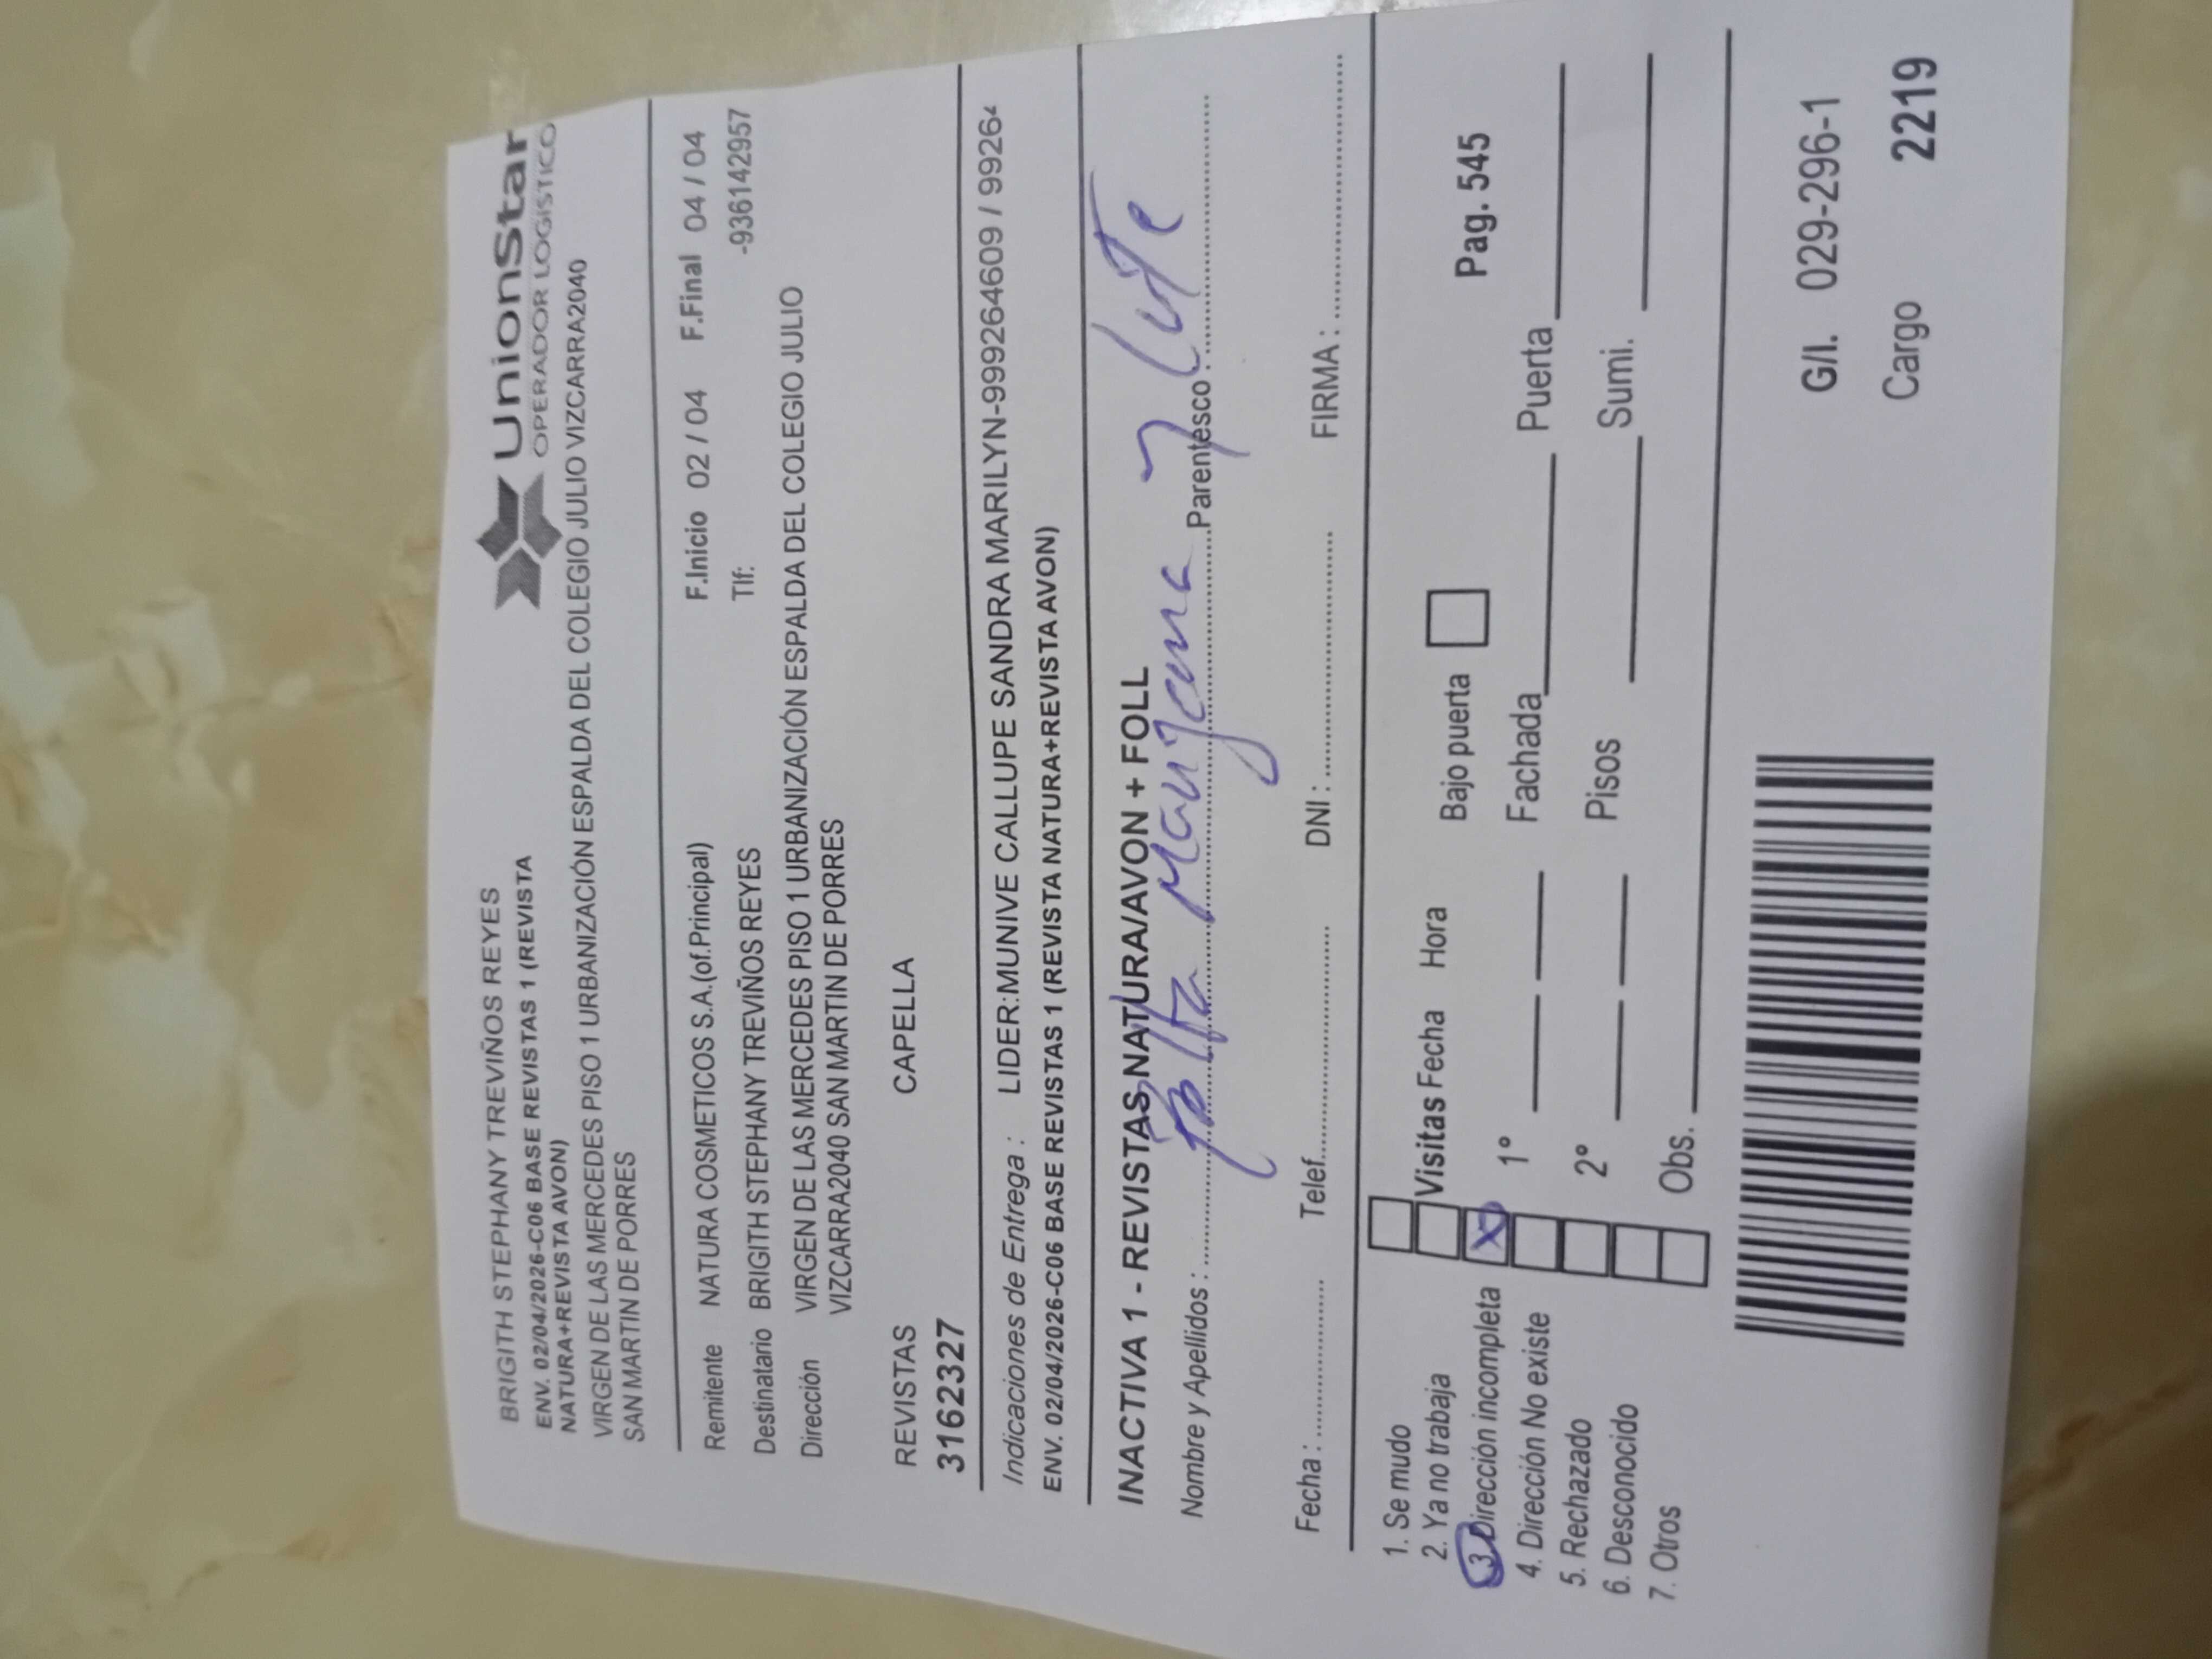 UnionStar
OPERADOR LOGISTICO
BRIGITH STEPHANY TREVIÑOS REYES
ENV. 02/04/2026-C06 BASE REVISTAS 1 (REVISTA
NATURA+REVISTA AVON)
VIRGEN DE LAS MERCEDES PISO 1 URBANIZACIÓN ESPALDA DEL COLEGIO JULIO VIZCARRA2040
SAN MARTIN DE PORRES
Remitente NATURA COSMETICOS S.A.(of.Principal) F.Inicio 02 / 04 F.Final 04 / 04
Destinatario BRIGITH STEPHANY TREVIÑOS REYES Tlf: -936142957
Dirección VIRGEN DE LAS MERCEDES PISO 1 URBANIZACIÓN ESPALDA DEL COLEGIO JULIO
VIZCARRA2040 SAN MARTIN DE PORRES
REVISTAS CAPELLA
3162327
Indicaciones de Entrega : LIDER:MUNIVE CALLUPE SANDRA MARILYN-999264609 / 99264
ENV. 02/04/2026-C06 BASE REVISTAS 1 (REVISTA NATURA+REVISTA AVON)
INACTIVA 1 - REVISTAS NATURA/AVON + FOLL
Nombre y Apellidos : Falta Manzana y Lote Parentesco :
Fecha : Telef. DNI : FIRMA :
1. Se mudo
2. Ya no trabaja Visitas Fecha Hora Bajo puerta Pag. 545
3. Dirección incompleta X
4. Dirección No existe 1° Fachada Puerta
5. Rechazado 2° Pisos Sumi.
6. Desconocido
7. Otros Obs.
G/I. 029-296-1
Cargo 2219